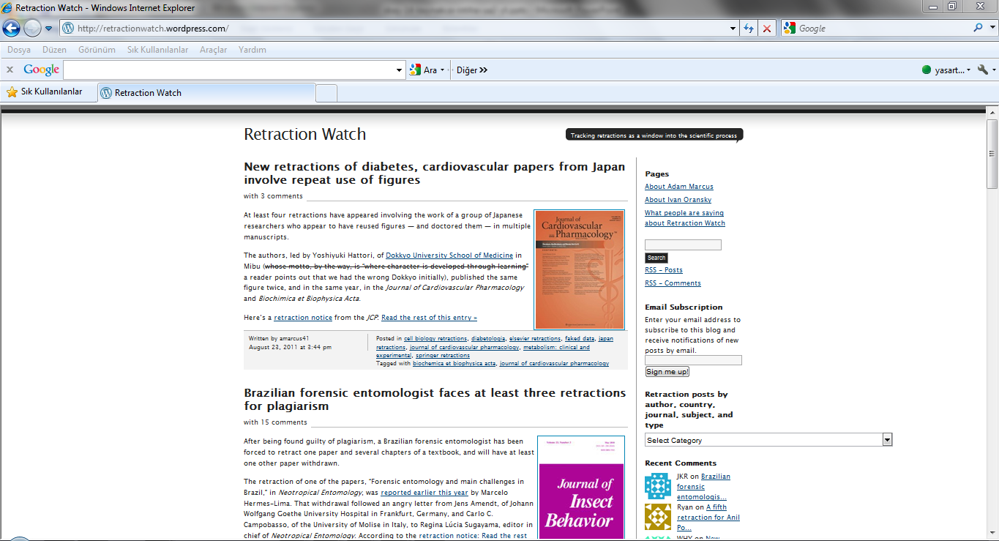 Retraction Watch - Windows Internet Explorer
http://retractionwatch.wordpress.com/
Google
Dosya Düzen Görünüm Sık Kullanılanlar Araçlar Yardım
x Google Ara Diğer >> yasart...
Sık Kullanılanlar Retraction Watch
Retraction Watch
Tracking retractions as a window into the scientific process
New retractions of diabetes, cardiovascular papers from Japan
involve repeat use of figures
with 3 comments
At least four retractions have appeared involving the work of a group of Japanese
researchers who appear to have reused figures — and doctored them — in multiple
manuscripts.
The authors, led by Yoshiyuki Hattori, of Dokkyo University School of Medicine in
Mibu (whose motto, by the way, is "where character is developed through learning"
a reader points out that we had the wrong Dokkyo initially), published the same
figure twice, and in the same year, in the Journal of Cardiovascular Pharmacology
and Biochimica et Biophysica Acta.
Here's a retraction notice from the JCP. Read the rest of this entry »
Journal of
Cardiovascular
Pharmacology
Written by amarcus41
August 23, 2011 at 3:44 pm
Posted in cell biology retractions, diabetologia, elsevier retractions, faked data, japan
retractions, journal of cardiovascular pharmacology, metabolism: clinical and
experimental, springer retractions
Tagged with biochemica et biophysica acta, journal of cardiovascular pharmacology
Brazilian forensic entomologist faces at least three retractions
for plagiarism
with 15 comments
After being found guilty of plagiarism, a Brazilian forensic entomologist has been
forced to retract one paper and several chapters of a textbook, and will have at least
one other paper withdrawn.
The retraction of one of the papers, "Forensic entomology and main challenges in
Brazil," in Neotropical Entomology, was reported earlier this year by Marcelo
Hermes-Lima. That withdrawal followed an angry letter from Jens Amendt, of Johann
Wolfgang Goethe University Hospital in Frankfurt, Germany, and Carlo C.
Campobasso, of the University of Molise in Italy, to Regina Lúcia Sugayama, editor in
chief of Neotropical Entomology. According to the retraction notice: Read the rest
Journal of
Insect
Behavior
Pages
About Adam Marcus
About Ivan Oransky
What people are saying
about Retraction Watch
Search
RSS - Posts
RSS - Comments
Email Subscription
Enter your email address to
subscribe to this blog and
receive notifications of new
posts by email.
Sign me up!
Retraction posts by
author, country,
journal, subject, and
type
Select Category
Recent Comments
JKR on Brazilian
forensic
entomologis...
Ryan on A fifth
retraction for Anil
Po...
WHY on New